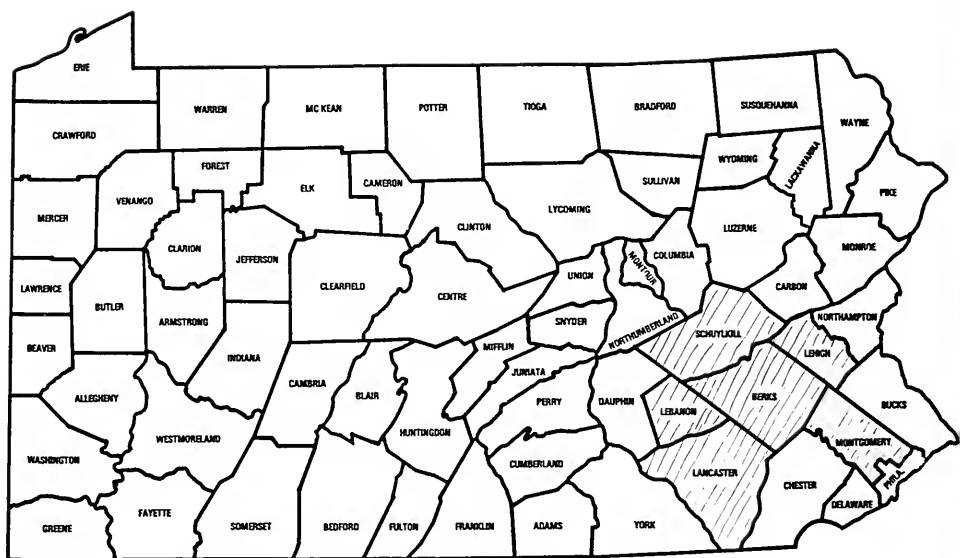 ERIE
CRAWFORD
WARREN
MC KEAN
POTTER
TIOGA
BRADFORD
SUSQUEHANNA
WAYNE
WYOMING
LACKAWANNA
PIKE
FOREST
ELK
CAMERON
SULLIVAN
MERCER
VENANGO
CLARION
JEFFERSON
CLINTON
LYCOMING
LUZERNE
MONROE
LAWRENCE
BUTLER
ARMSTRONG
CLEARFIELD
CENTRE
UNION
MONTOUR
COLUMBIA
CARBON
NORTHAMPTON
SNYDER
NORTHUMBERLAND
SCHUYLKILL
LEHIGH
BEAVER
INDIANA
MIFFLIN
JUNIATA
ALLEGHENY
CAMBRIA
BLAIR
HUNTINGDON
PERRY
DAUPHIN
LEBANON
BERKS
BUCKS
WASHINGTON
WESTMORELAND
CUMBERLAND
LANCASTER
MONTGOMERY
PHILA.
CHESTER
DELAWARE
GREENE
FAYETTE
SOMERSET
BEDFORD
FULTON
FRANKLIN
ADAMS
YORK